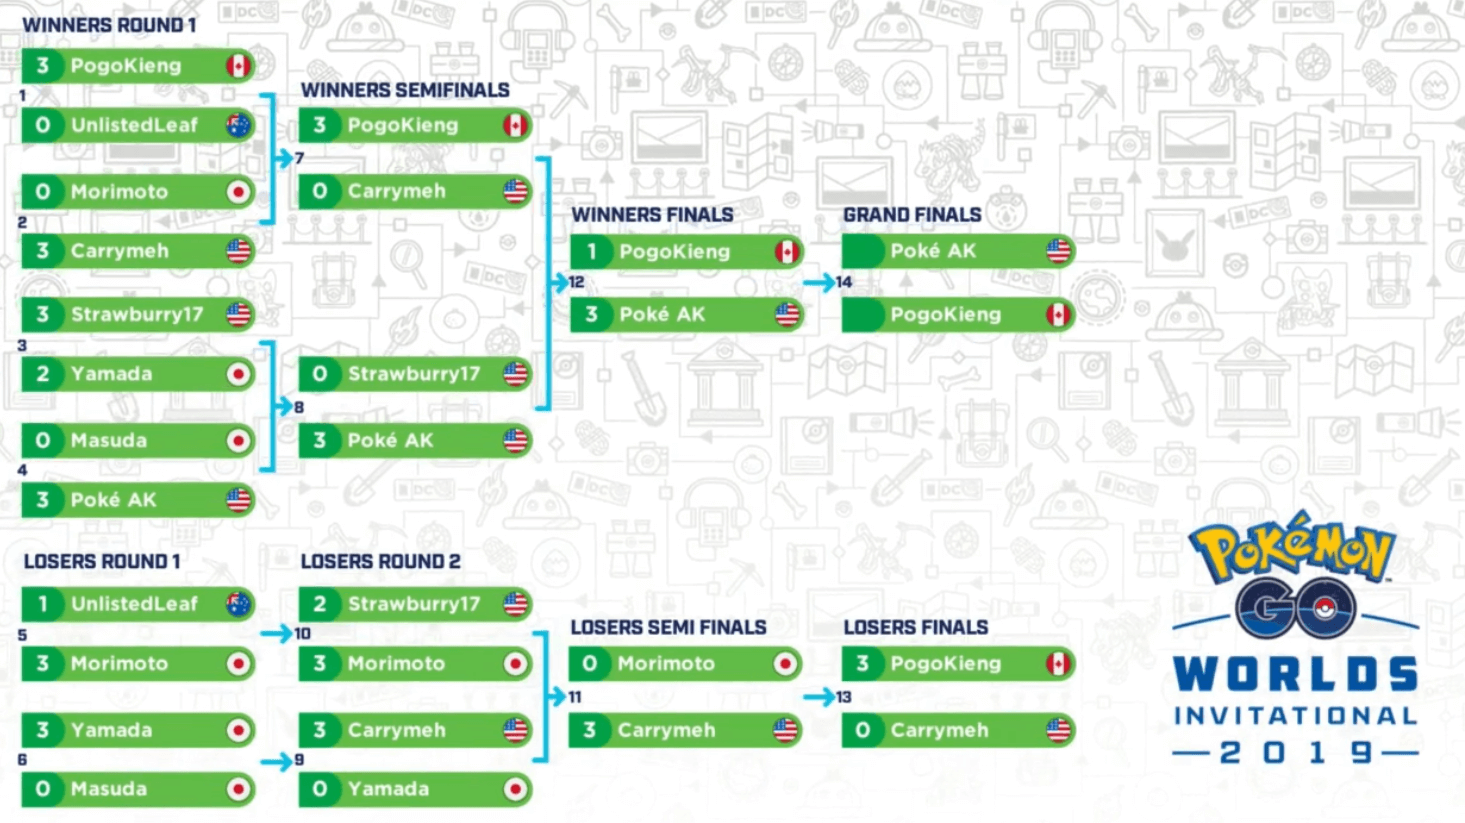 WINNERS ROUND 1
3 PogoKieng
1
0 UnlistedLeaf
0 Morimoto
2
3 Carrymeh
3 Strawburry17
3
2 Yamada
0 Masuda
4
3 Poké AK
WINNERS SEMIFINALS
3 PogoKieng
7
0 Carrymeh
0 Strawburry17
8
3 Poké AK
WINNERS FINALS
1 PogoKieng
12
3 Poké AK
GRAND FINALS
Poké AK
14
PogoKieng
LOSERS ROUND 1
1 UnlistedLeaf
5
3 Morimoto
3 Yamada
6
0 Masuda
LOSERS ROUND 2
2 Strawburry17
10
3 Morimoto
3 Carrymeh
9
0 Yamada
LOSERS SEMI FINALS
0 Morimoto
11
3 Carrymeh
LOSERS FINALS
3 PogoKieng
13
0 Carrymeh
POKéMON
GO
WORLDS
INVITATIONAL
2019